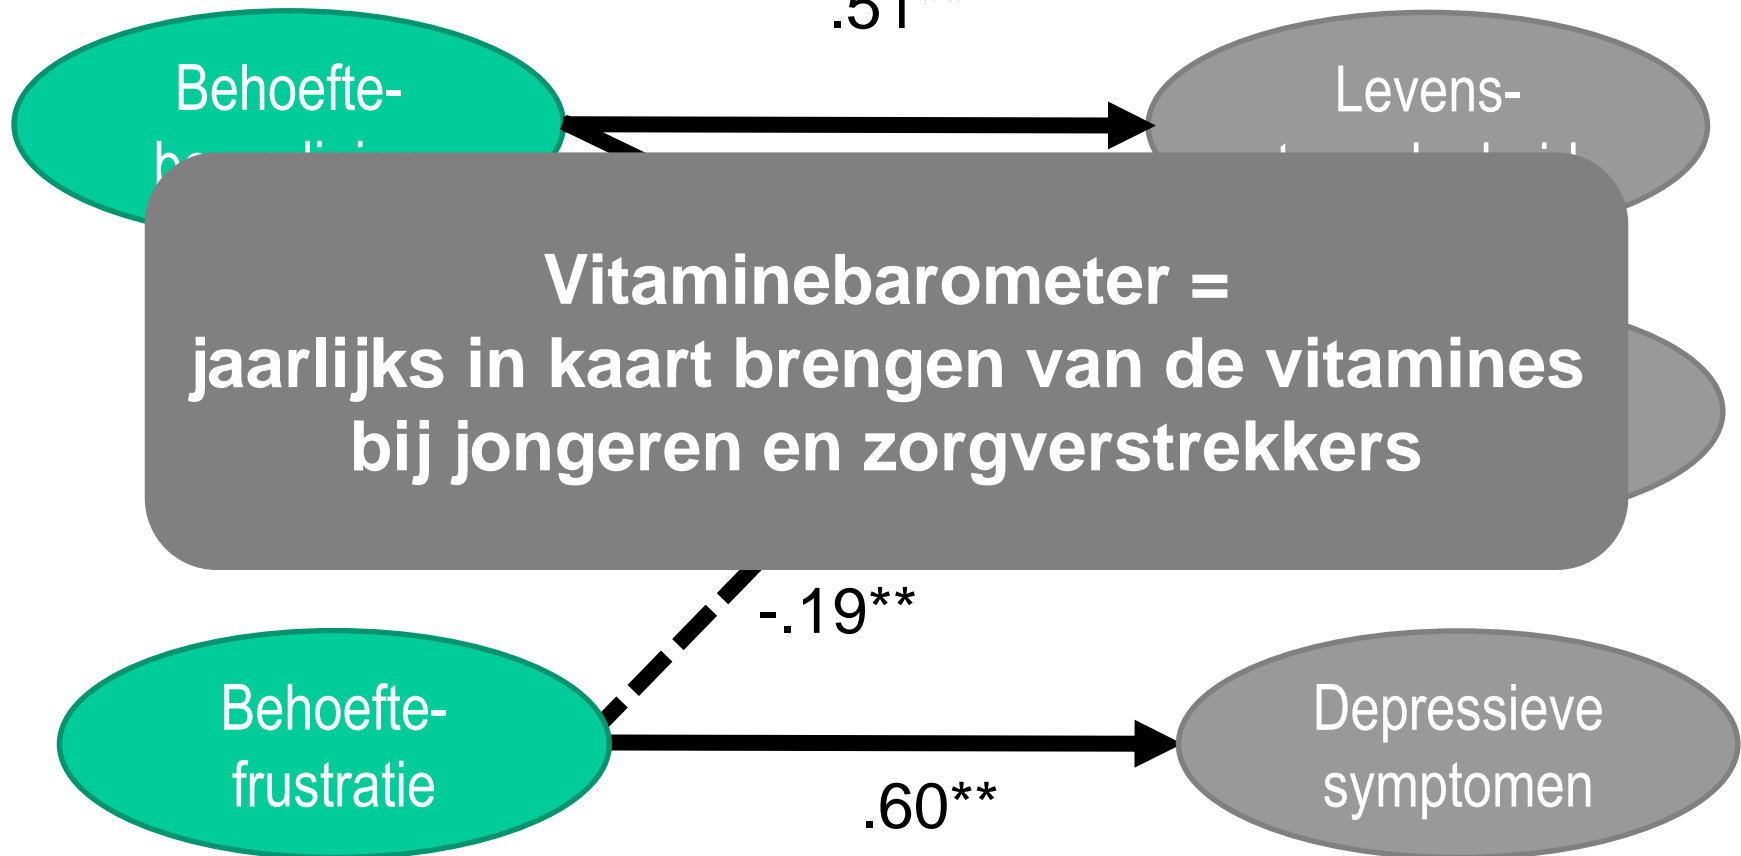 .51**
Behoefte-
Levens-
Vitaminebarometer =
jaarlijks in kaart brengen van de vitamines
bij jongeren en zorgverstrekkers
-.19**
Behoefte-
frustratie
Depressieve
symptomen
.60**